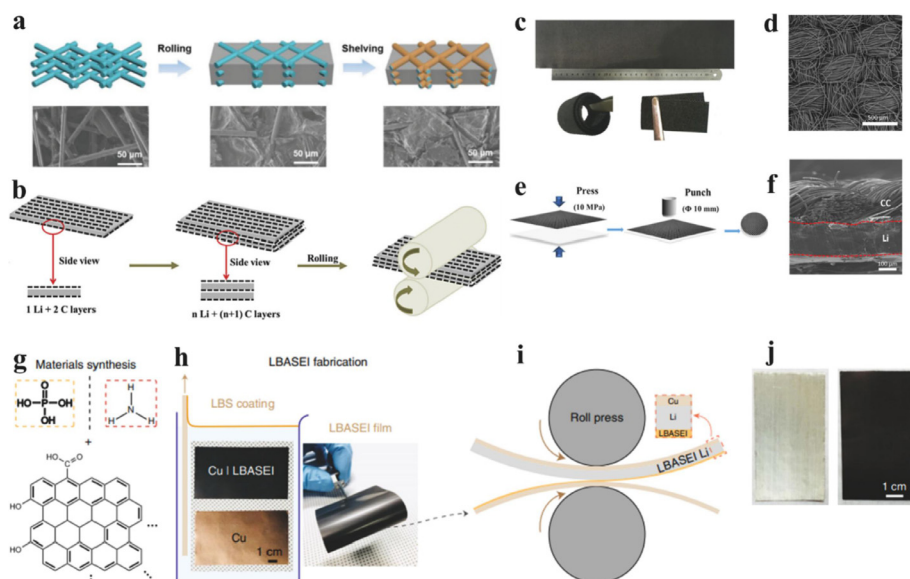 a
Rolling
Shelving
50 μm
50 μm
50 μm
b
Side view
Side view
Rolling
1 Li + 2 C layers
n Li + (n+1) C layers
c
d
500 μm
e
Press
(10 MPa)
Punch
(Φ 10 mm)
f
CC
Li
100 μm
g
Materials synthesis
O
HO-P-OH
OH
H
N
H
H
+
HO
O
HO
HO
...
...
h
LBASEI fabrication
LBS coating
LBASEI film
Cu | LBASEI
Cu
1 cm
i
Roll press
Cu
Li
LBASEI
LBASEI Li
j
1 cm